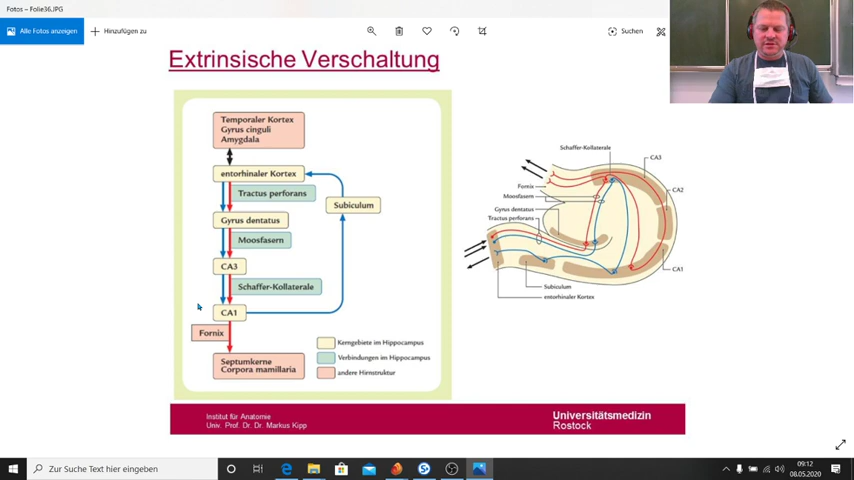 Fotos – Folie36.JPG
Alle Fotos anzeigen
Hinzufügen zu
Suchen
Extrinsische Verschaltung
Temporaler Kortex
Gyrus cinguli
Amygdala
entorhinaler Kortex
Tractus perforans
Subiculum
Gyrus dentatus
Moosfasern
CA3
Schaffer-Kollaterale
CA1
Fornix
Septumkerne
Corpora mamillaria
Kerngebiete im Hippocampus
Verbindungen im Hippocampus
andere Hirnstruktur
Schaffer-Kollaterale
CA3
Fornix
CA2
Moosfasern
Gyrus dentatus
Tractus perforans
CA1
Subiculum
entorhinaler Kortex
Institut für Anatomie
Univ. Prof. Dr. Dr. Markus Kipp
Universitätsmedizin
Rostock
Zur Suche Text hier eingeben
09:12
08.05.2020